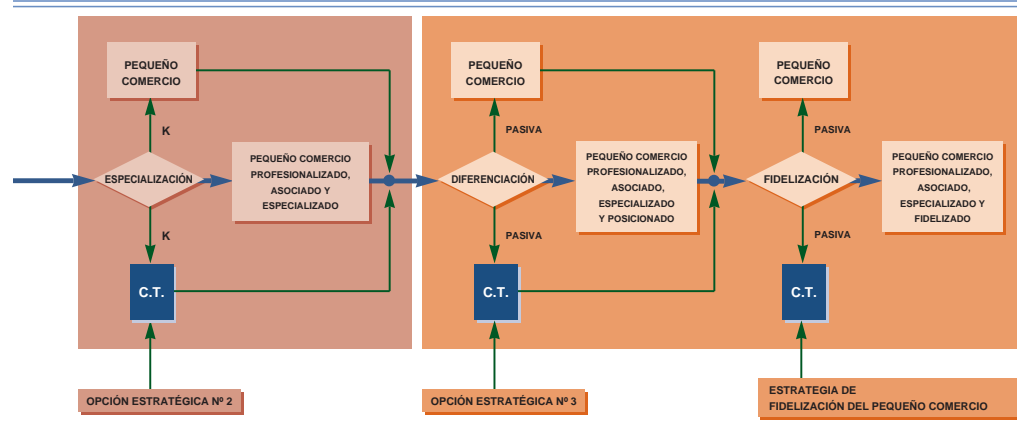 PEQUEÑO
COMERCIO
K
ESPECIALIZACIÓN
PEQUEÑO COMERCIO
PROFESIONALIZADO,
ASOCIADO Y
ESPECIALIZADO
K
C.T.
OPCIÓN ESTRATÉGICA Nº 2
PEQUEÑO
COMERCIO
PASIVA
DIFERENCIACIÓN
PEQUEÑO COMERCIO
PROFESIONALIZADO,
ASOCIADO,
ESPECIALIZADO
Y POSICIONADO
PASIVA
C.T.
OPCIÓN ESTRATÉGICA Nº 3
PEQUEÑO
COMERCIO
PASIVA
FIDELIZACIÓN
PEQUEÑO COMERCIO
PROFESIONALIZADO,
ASOCIADO,
ESPECIALIZADO Y
FIDELIZADO
PASIVA
C.T.
ESTRATEGIA DE
FIDELIZACIÓN DEL PEQUEÑO COMERCIO